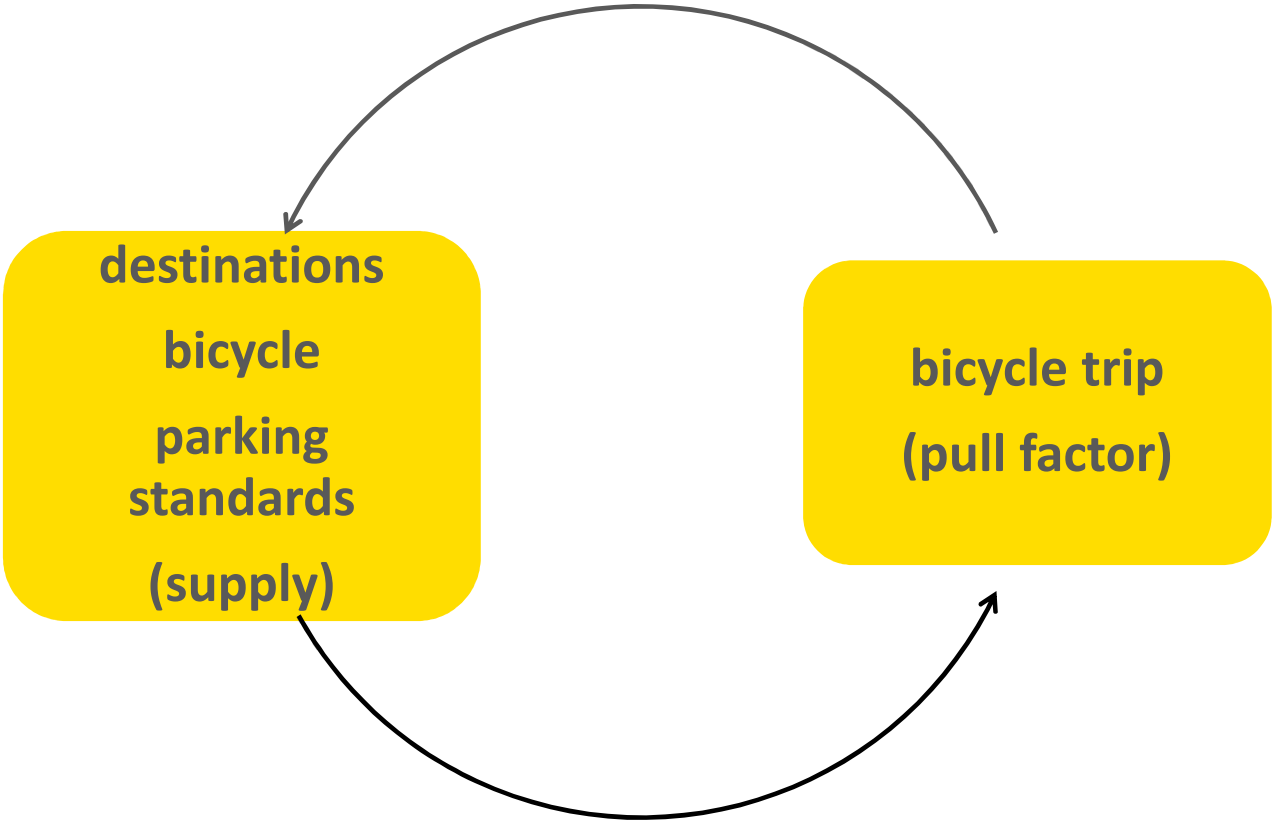 destinations
bicycle
parking
standards
(supply)
bicycle trip
(pull factor)